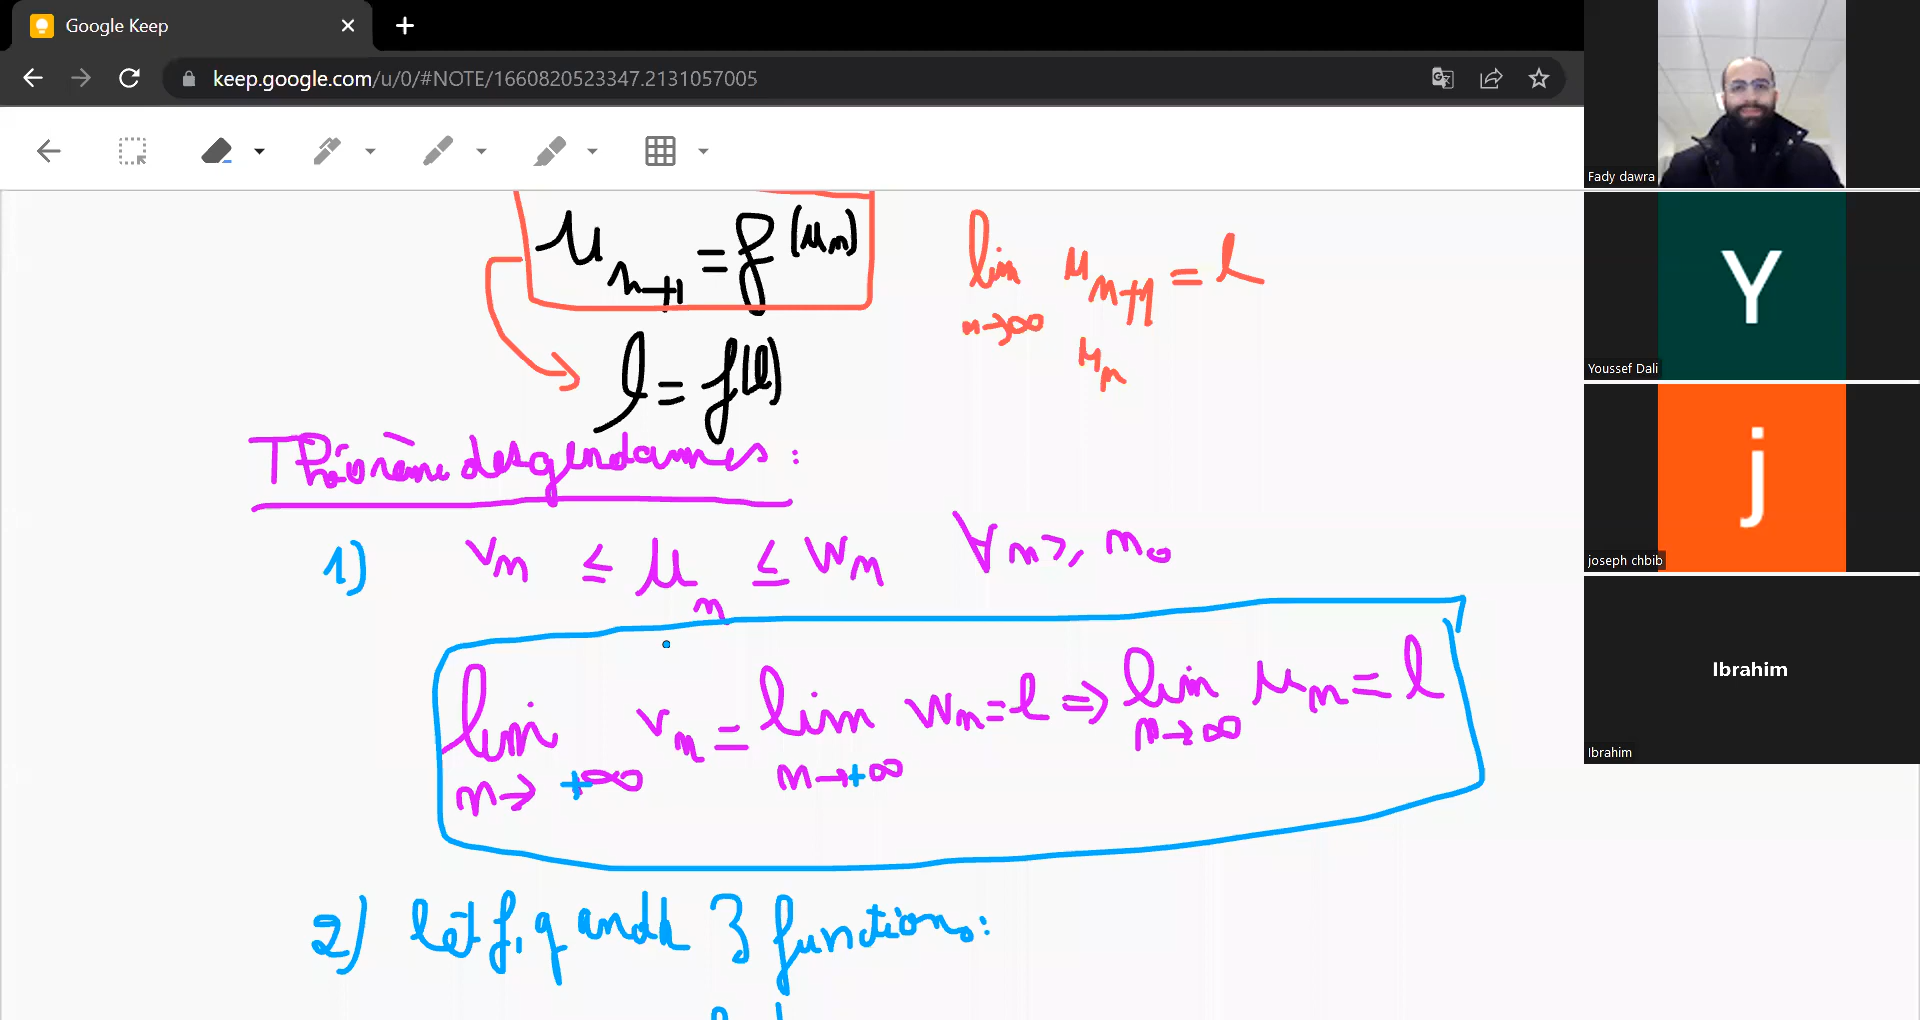 Google Keep
keep.google.com/u/0/#NOTE/1660820523347.2131057005
Fady dawra
Y
Youssef Dali
j
joseph chbib
Ibrahim
Ibrahim
u_{n+1} = f(u_n)
lim u_{n+1} = l
n→∞
u_n
l = f(l)
Théorème des gendarmes :
1) v_n ≤ u_n ≤ w_n ∀n ≥, n_0
lim v_n = lim w_n = l ⇒ lim u_n = l
n→ +∞ n→+∞ n→∞
2) let f, g and h 3 functions: